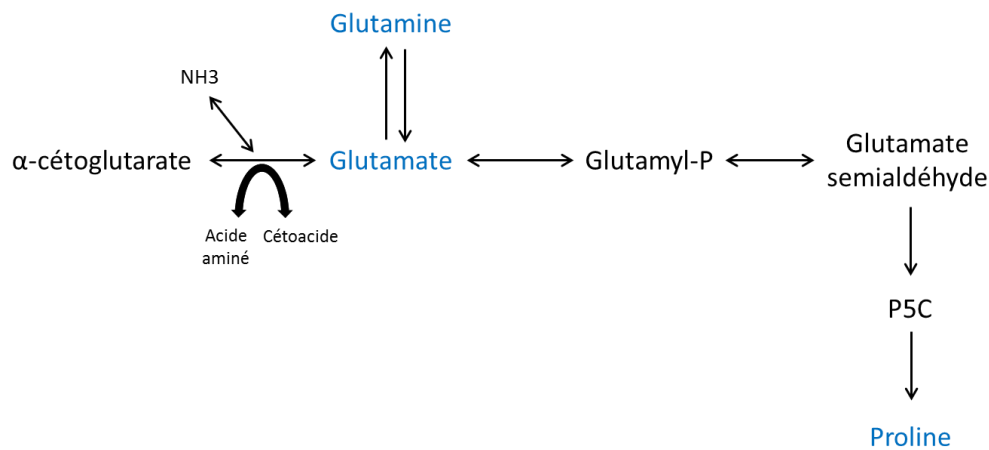 Glutamine
NH3
α-cétoglutarate
Glutamate
Glutamyl-P
Glutamate
semialdéhyde
Acide
aminé
Cétoacide
P5C
Proline